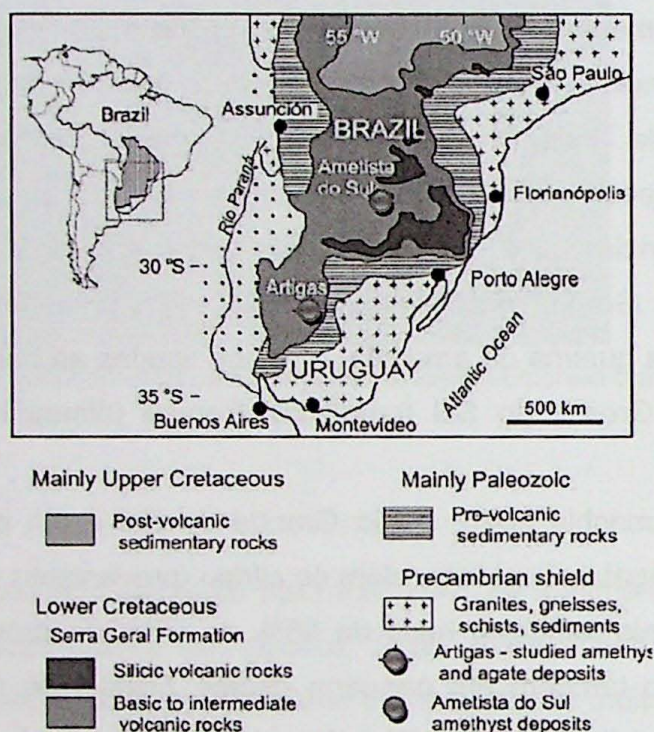 55 °W
50 °W
São Paulo
Brazil
Assunción
BRAZIL
Ametista
do Sul
Río Paraná
Florianópolis
30 °S
Artigas
Porto Alegre
URUGUAY
Atlantic Ocean
35 °S
500 km
Buenos Aires
Montevideo
Mainly Upper Cretaceous
Post-volcanic
sedimentary rocks
Lower Cretaceous
Serra Geral Formation
Silicic volcanic rocks
Basic to intermediate
volcanic rocks
Mainly Paleozoic
Pre-volcanic
sedimentary rocks
Precambrian shield
Granites, gneisses,
schists, sediments
Artigas - studied amethys
and agate deposits
Ametista do Sul
amethyst deposits